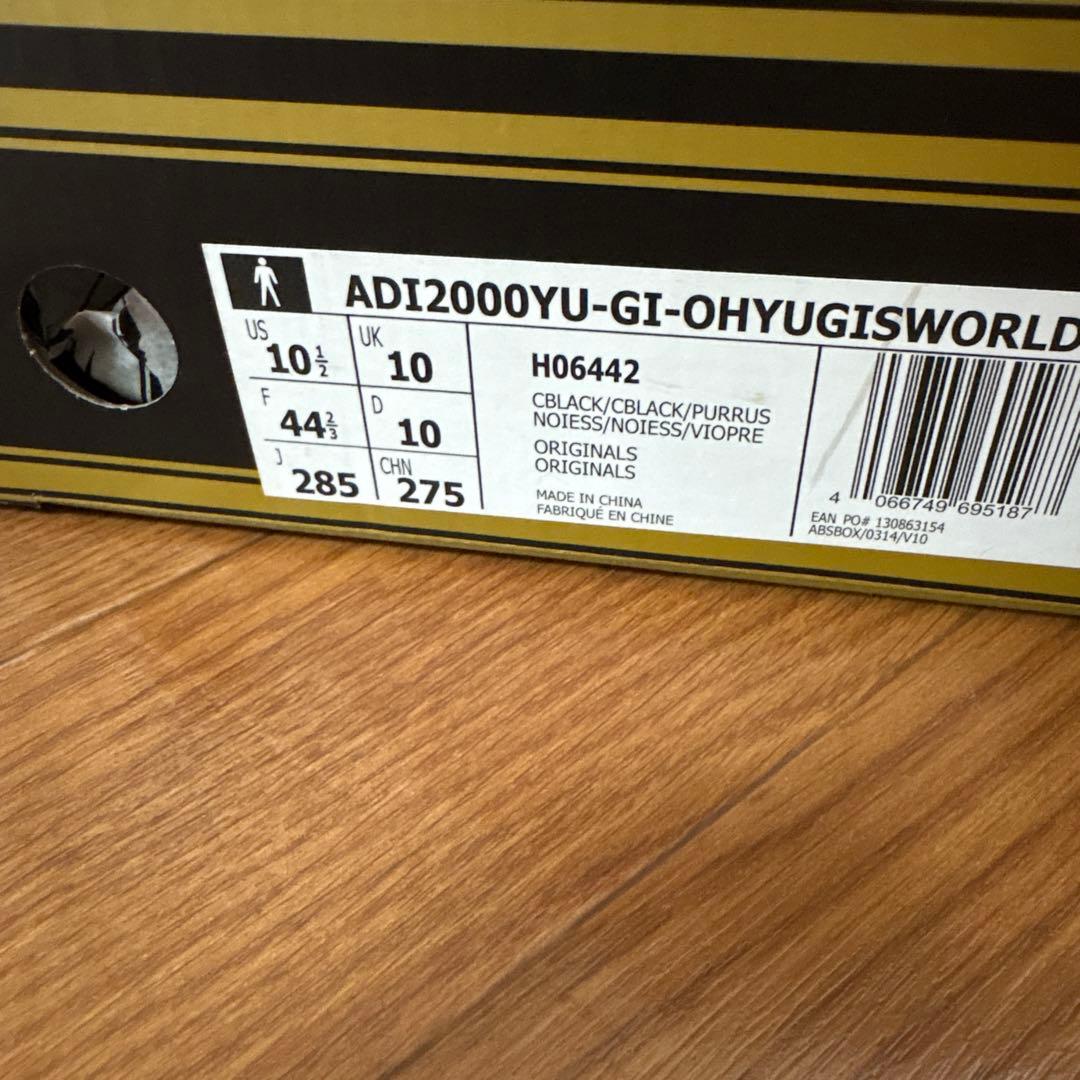 ADI2000YU-GI-OHYUGISWORLD
US 10 1/2
UK 10
F 44 2/3
D 10
J 285
CHN 275
H06442
CBLACK/CBLACK/PURRUS
NOIESS/NOIESS/VIOPRE
ORIGINALS
ORIGINALS
MADE IN CHINA
FABRIQUÉ EN CHINE
4 066749 695187
EAN PO# 130863154
ABSBOX/0314/V10